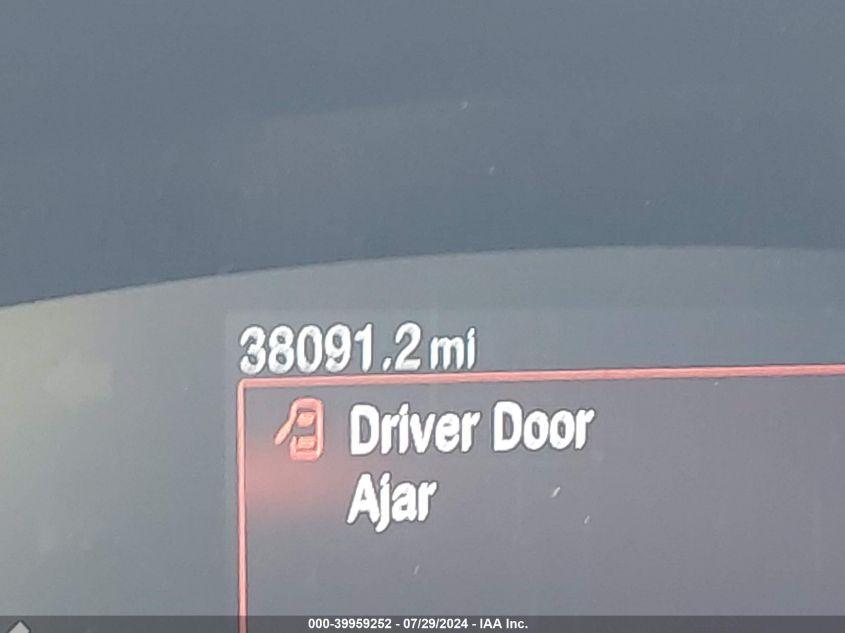 38091.2 mi
Driver Door
Ajar
000-39959252 - 07/29/2024 - IAA Inc.